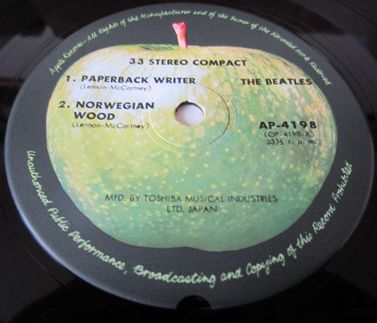 Apple Records - All Rights of the Manufacturer and of the Owner of the Recorded Work Reserved
33 STEREO COMPACT
1. PAPERBACK WRITER
(Lennon-McCartney)
THE BEATLES
2. NORWEGIAN
WOOD
(Lennon-McCartney)
AP-4198
(OP-4198-A)
33⅓ r. p. m.
MFD. BY TOSHIBA MUSICAL INDUSTRIES
LTD. JAPAN
Unauthorised Public Performance, Broadcasting and Copying of this Record Prohibited